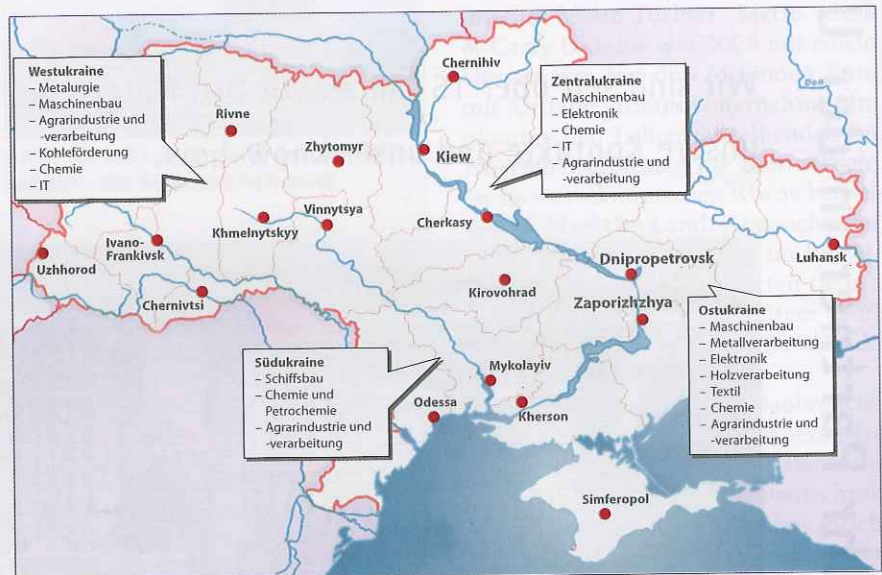 Westukraine
– Metalurgie
– Maschinenbau
– Agrarindustrie und
-verarbeitung
– Kohleförderung
– Chemie
– IT
Zentralukraine
– Maschinenbau
– Elektronik
– Chemie
– IT
– Agrarindustrie und
-verarbeitung
Chernihiv
Rivne
Zhytomyr
Kiew
Khmelnytskyy
Vinnytsya
Cherkasy
Ivano-
Frankivsk
Uzhhorod
Chernivtsi
Kirovohrad
Dnipropetrovsk
Zaporizhzhya
Luhansk
Südukraine
– Schiffsbau
– Chemie und
Petrochemie
– Agrarindustrie und
-verarbeitung
Ostukraine
– Maschinenbau
– Metallverarbeitung
– Elektronik
– Holzverarbeitung
– Textil
– Chemie
– Agrarindustrie und
-verarbeitung
Mykolayiv
Odessa
Kherson
Simferopol